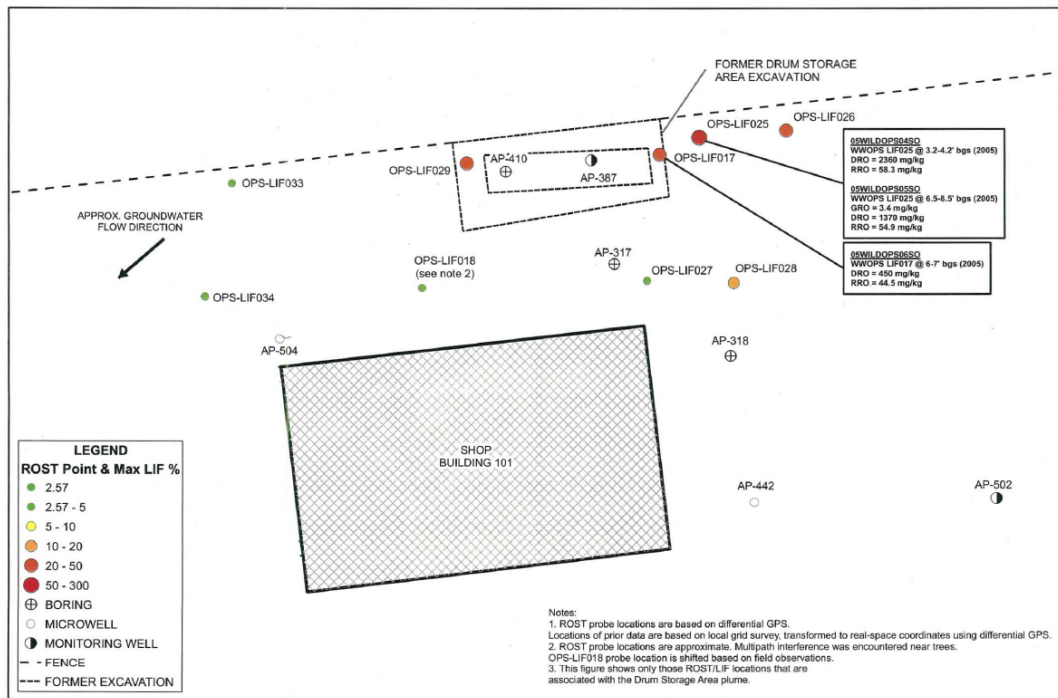 FORMER DRUM STORAGE
AREA EXCAVATION
OPS-LIF025
OPS-LIF026
OPS-LIF029
AP-410
AP-387
OPS-LIF017
OPS-LIF033
05WILDOPS04SO
WWOPS LIF025 @ 3.2-4.2' bgs (2005)
DRO = 2360 mg/kg
RRO = 58.3 mg/kg
05WILDOPS05SO
WWOPS LIF025 @ 6.5-8.5' bgs (2005)
GRO = 3.4 mg/kg
DRO = 1370 mg/kg
RRO = 54.9 mg/kg
05WILDOPS06SO
WWOPS LIF017 @ 6-7' bgs (2005)
DRO = 450 mg/kg
RRO = 44.5 mg/kg
APPROX. GROUNDWATER
FLOW DIRECTION
OPS-LIF018
(see note 2)
AP-317
OPS-LIF027
OPS-LIF028
OPS-LIF034
AP-504
AP-318
SHOP
BUILDING 101
AP-442
AP-502
LEGEND
ROST Point & Max LIF %
2.57
2.57 - 5
5 - 10
10 - 20
20 - 50
50 - 300
BORING
MICROWELL
MONITORING WELL
FENCE
FORMER EXCAVATION
Notes:
1. ROST probe locations are based on differential GPS.
Locations of prior data are based on local grid survey, transformed to real-space coordinates using differential GPS.
2. ROST probe locations are approximate. Multipath interference was encountered near trees.
OPS-LIF018 probe location is shifted based on field observations.
3. This figure shows only those ROST/LIF locations that are
associated with the Drum Storage Area plume.